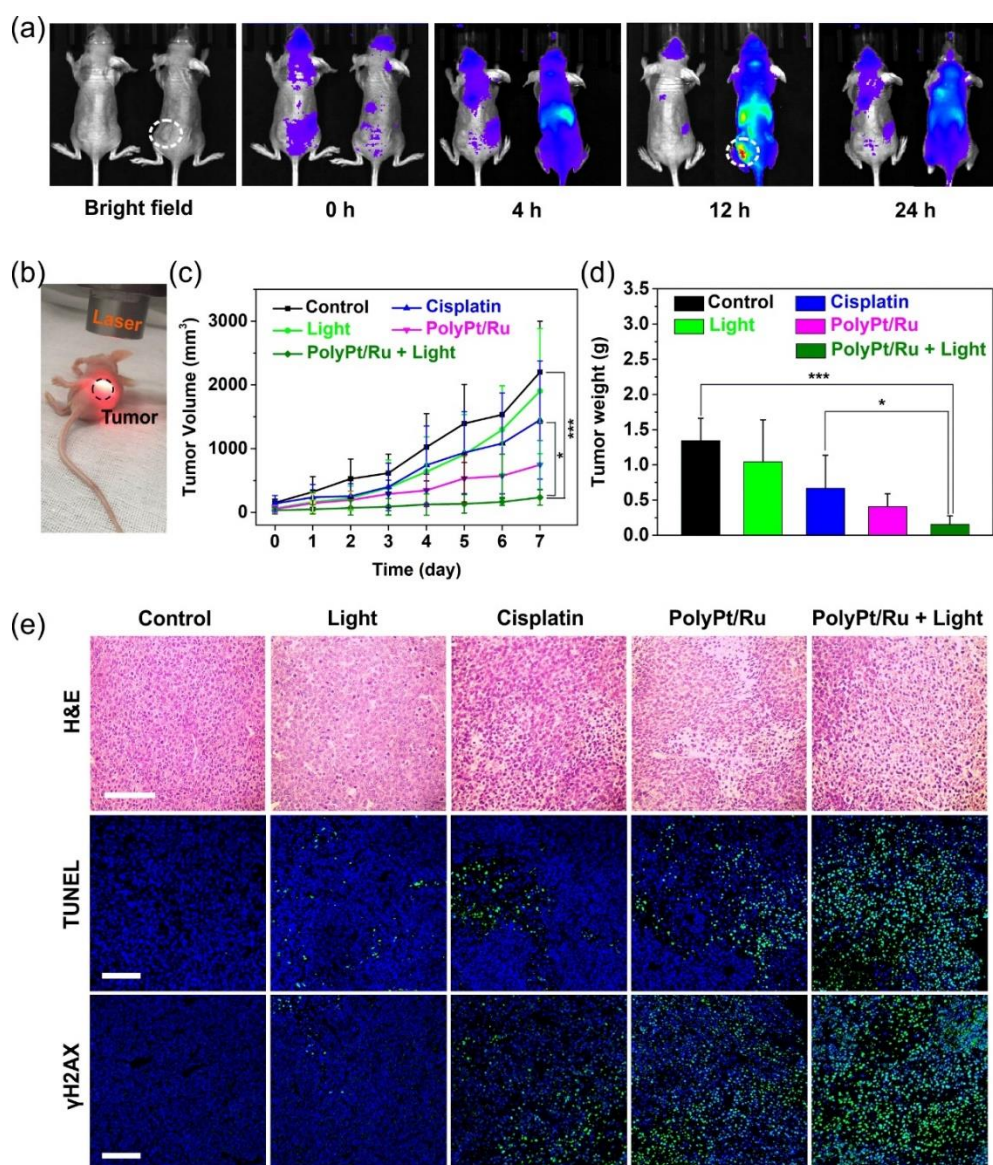 (a)
Bright field
0 h
4 h
12 h
24 h
(b)
Laser
Tumor
(c)
Tumor Volume (mm³)
3000
2000
1000
0
Control
Cisplatin
Light
PolyPt/Ru
PolyPt/Ru + Light
*
***
0 1 2 3 4 5 6 7
Time (day)
(d)
Tumor weight (g)
3.5
3.0
2.5
2.0
1.5
1.0
0.5
0.0
Control
Cisplatin
Light
PolyPt/Ru
PolyPt/Ru + Light
***
*
(e)
Control
Light
Cisplatin
PolyPt/Ru
PolyPt/Ru + Light
H&E
TUNEL
γH2AX